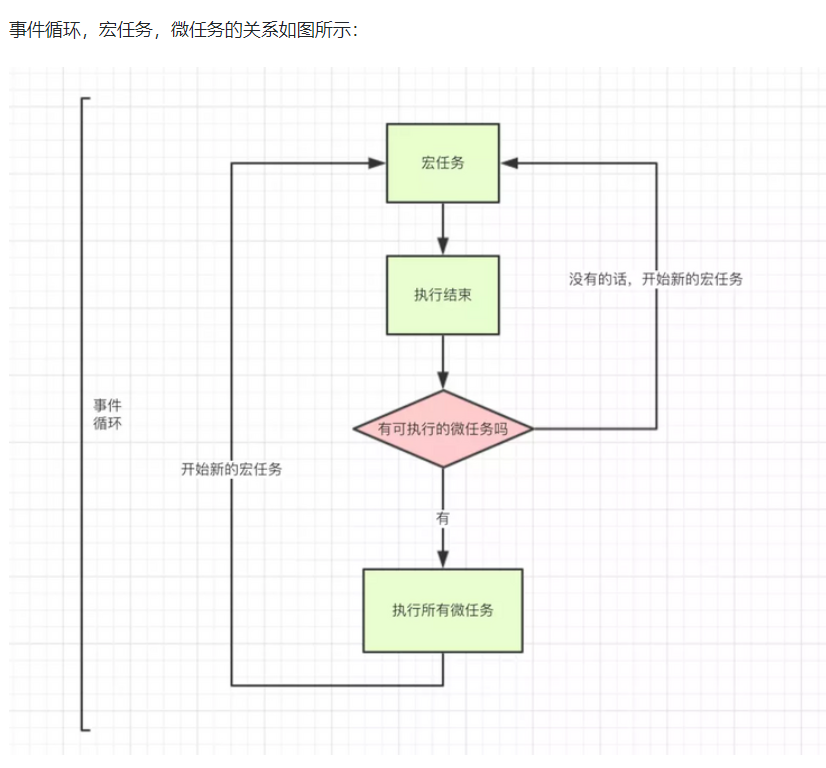 事件循环，宏任务，微任务的关系如图所示：
宏任务
执行结束
没有的话，开始新的宏任务
事件
循环
有可执行的微任务吗
开始新的宏任务
有
执行所有微任务